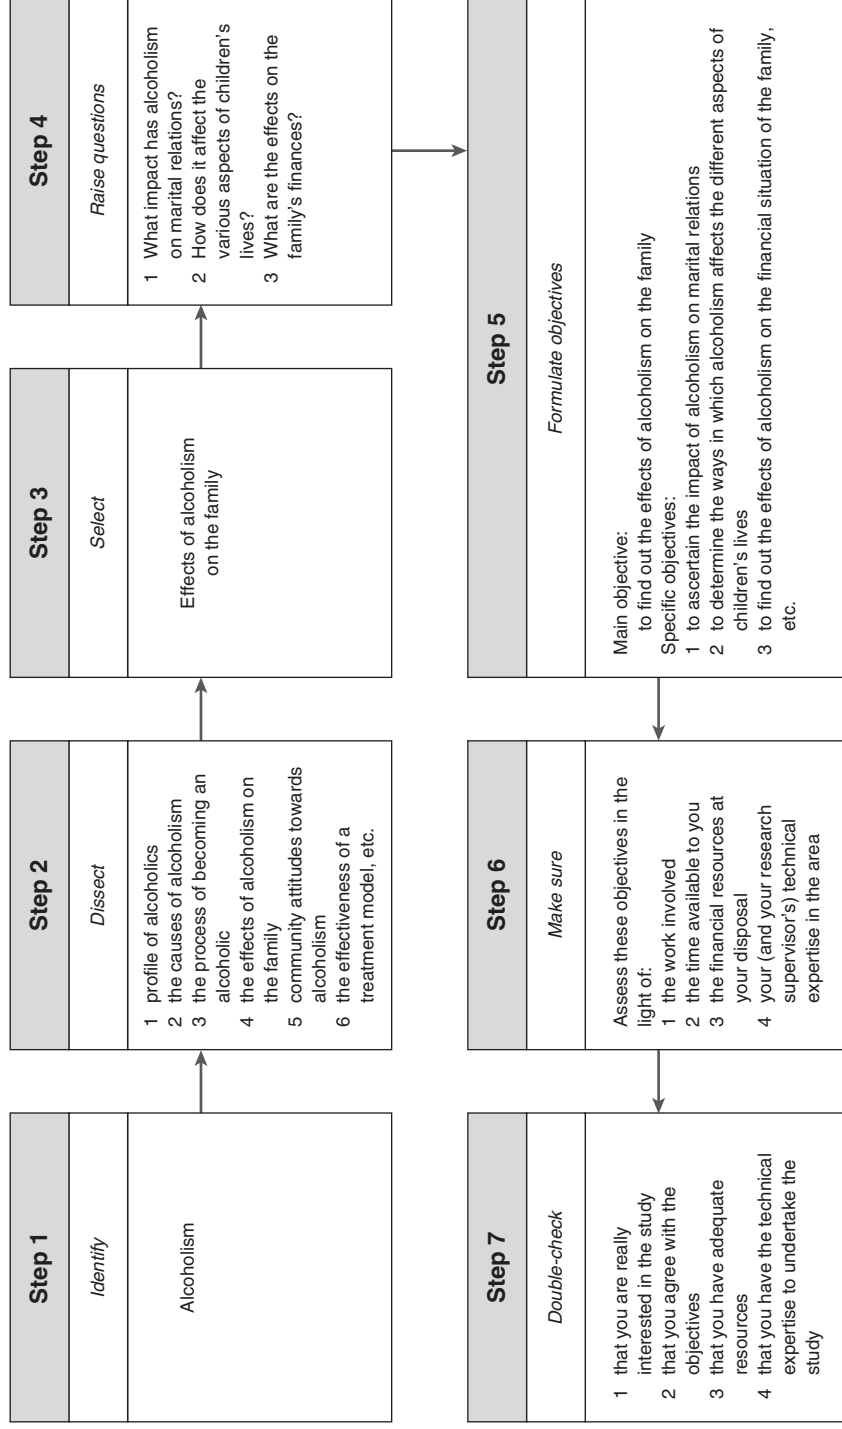 Step 1
Identify
Alcoholism
Step 2
Dissect
1 profile of alcoholics
2 the causes of alcoholism
3 the process of becoming an
alcoholic
4 the effects of alcoholism on
the family
5 community attitudes towards
alcoholism
6 the effectiveness of a
treatment model, etc.
Step 3
Select
Effects of alcoholism
on the family
Step 4
Raise questions
1 What impact has alcoholism
on marital relations?
2 How does it affect the
various aspects of children's
lives?
3 What are the effects on the
family's finances?
Step 5
Formulate objectives
Main objective:
to find out the effects of alcoholism on the family
Specific objectives:
1 to ascertain the impact of alcoholism on marital relations
2 to determine the ways in which alcoholism affects the different aspects of
children's lives
3 to find out the effects of alcoholism on the financial situation of the family,
etc.
Step 6
Make sure
Assess these objectives in the
light of:
1 the work involved
2 the time available to you
3 the financial resources at
your disposal
4 your (and your research
supervisor's) technical
expertise in the area
Step 7
Double-check
1 that you are really
interested in the study
2 that you agree with the
objectives
3 that you have adequate
resources
4 that you have the technical
expertise to undertake the
study